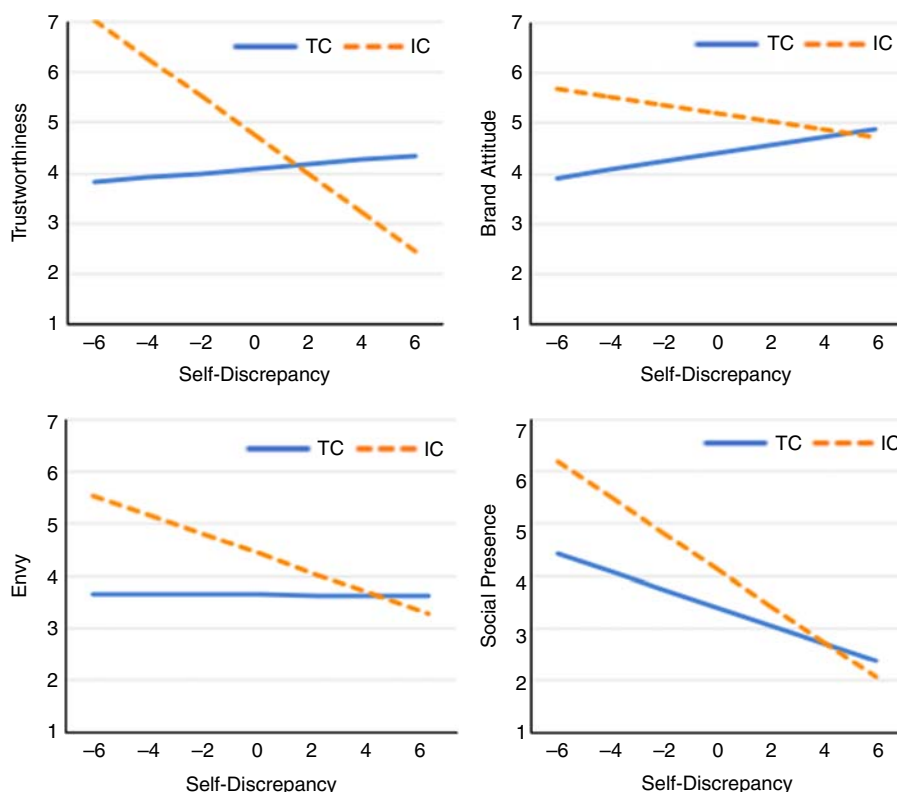 7
6
5
4
3
2
1
Trustworthiness
TC IC
–6 –4 –2 0 2 4 6
Self-Discrepancy
7
6
5
4
3
2
1
Brand Attitude
TC IC
–6 –4 –2 0 2 4 6
Self-Discrepancy
7
6
5
4
3
2
1
Envy
TC IC
–6 –4 –2 0 2 4 6
Self-Discrepancy
7
6
5
4
3
2
1
Social Presence
TC IC
–6 –4 –2 0 2 4 6
Self-Discrepancy